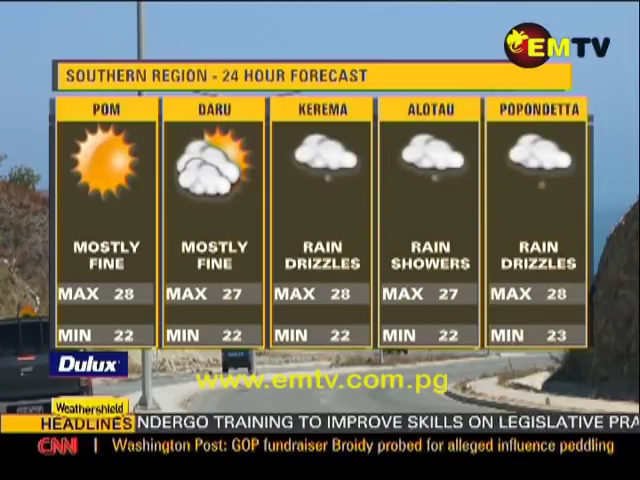 EMTV
SOUTHERN REGION - 24 HOUR FORECAST
POM DARU KEREMA ALOTAU POPONDETTA
MOSTLY FINE MOSTLY FINE RAIN DRIZZLES RAIN SHOWERS RAIN DRIZZLES
MAX 28 MAX 27 MAX 28 MAX 27 MAX 28
MIN 22 MIN 22 MIN 22 MIN 22 MIN 23
Dulux
www.emtv.com.pg
Weathershield
HEADLINES NDERGO TRAINING TO IMPROVE SKILLS ON LEGISLATIVE PRA
CNN | Washington Post: GOP fundraiser Broidy probed for alleged influence peddling